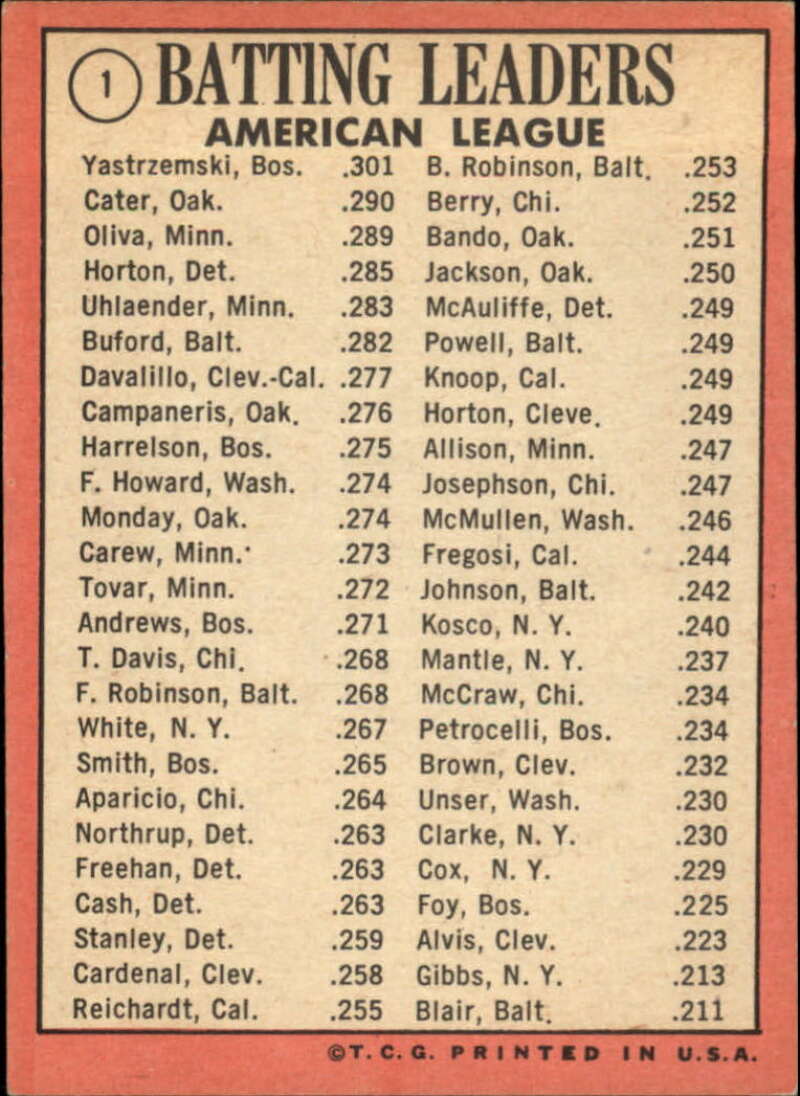 1 BATTING LEADERS
AMERICAN LEAGUE
Yastrzemski, Bos. .301
Cater, Oak. .290
Oliva, Minn. .289
Horton, Det. .285
Uhlaender, Minn. .283
Buford, Balt. .282
Davalillo, Clev.-Cal. .277
Campaneris, Oak. .276
Harrelson, Bos. .275
F. Howard, Wash. .274
Monday, Oak. .274
Carew, Minn. .273
Tovar, Minn. .272
Andrews, Bos. .271
T. Davis, Chi. .268
F. Robinson, Balt. .268
White, N. Y. .267
Smith, Bos. .265
Aparicio, Chi. .264
Northrup, Det. .263
Freehan, Det. .263
Cash, Det. .263
Stanley, Det. .259
Cardenal, Clev. .258
Reichardt, Cal. .255
B. Robinson, Balt. .253
Berry, Chi. .252
Bando, Oak. .251
Jackson, Oak. .250
McAuliffe, Det. .249
Powell, Balt. .249
Knoop, Cal. .249
Horton, Cleve. .249
Allison, Minn. .247
Josephson, Chi. .247
McMullen, Wash. .246
Fregosi, Cal. .244
Johnson, Balt. .242
Kosco, N. Y. .240
Mantle, N. Y. .237
McCraw, Chi. .234
Petrocelli, Bos. .234
Brown, Clev. .232
Unser, Wash. .230
Clarke, N. Y. .230
Cox, N. Y. .229
Foy, Bos. .225
Alvis, Clev. .223
Gibbs, N. Y. .213
Blair, Balt. .211
©T. C. G. PRINTED IN U.S.A.